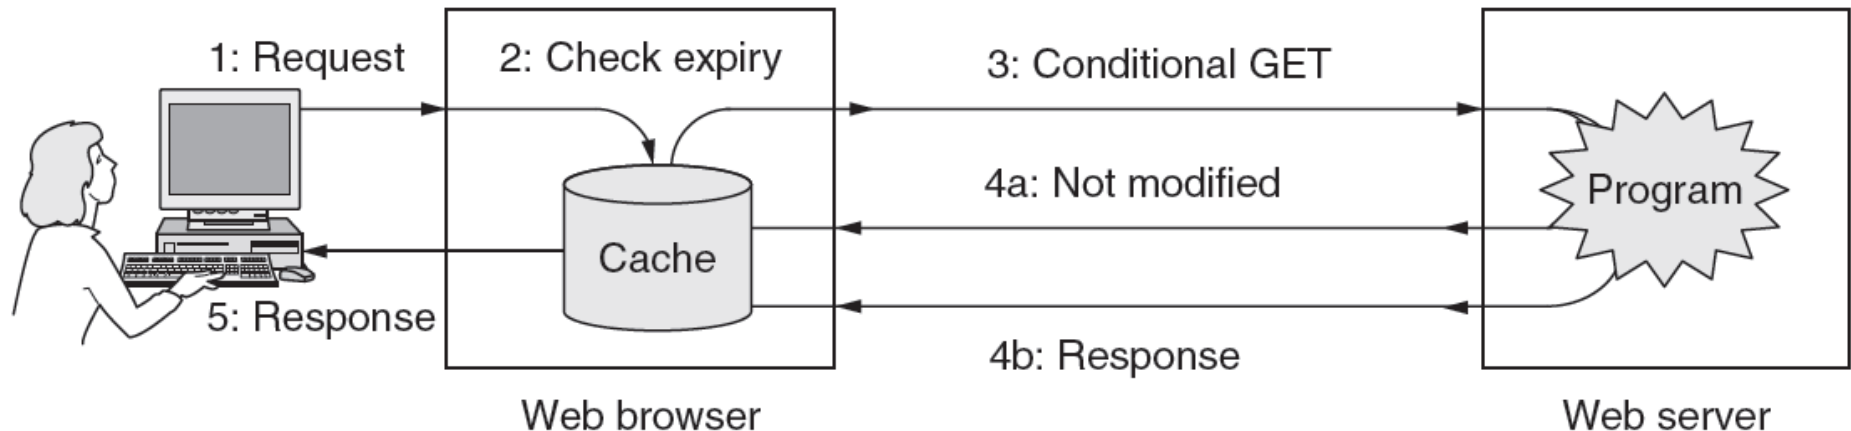 1: Request
2: Check expiry
3: Conditional GET
4a: Not modified
Program
Cache
5: Response
4b: Response
Web browser
Web server